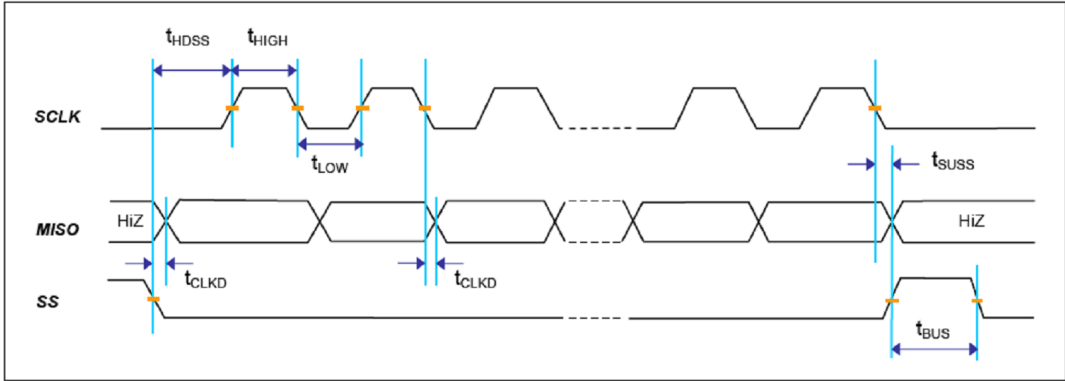 tHDSS tHIGH
SCLK
tLOW
tSUSS
HiZ HiZ
MISO
tCLKD tCLKD
SS
tBUS